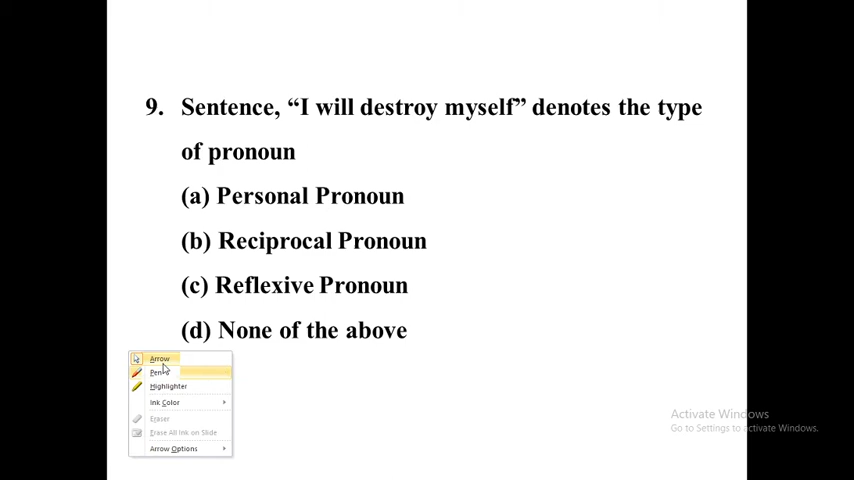 9. Sentence, “I will destroy myself” denotes the type
of pronoun
(a) Personal Pronoun
(b) Reciprocal Pronoun
(c) Reflexive Pronoun
(d) None of the above
Arrow
Pen
Highlighter
Ink Color
Eraser
Erase All Ink on Slide
Arrow Options
Activate Windows
Go to Settings to activate Windows.